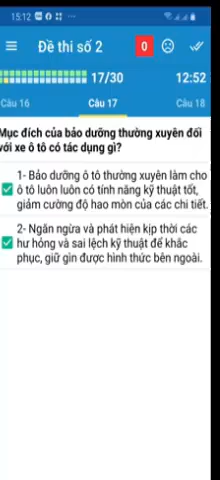 15:12
Đề thi số 2
0
17/30
12:52
Câu 16
Câu 17
Câu 18
Mục đích của bảo dưỡng thường xuyên đối
với xe ô tô có tác dụng gì?
1- Bảo dưỡng ô tô thường xuyên làm cho
ô tô luôn luôn có tính năng kỹ thuật tốt,
giảm cường độ hao mòn của các chi tiết.
2- Ngăn ngừa và phát hiện kịp thời các
hư hỏng và sai lệch kỹ thuật để khắc
phục, giữ gìn được hình thức bên ngoài.